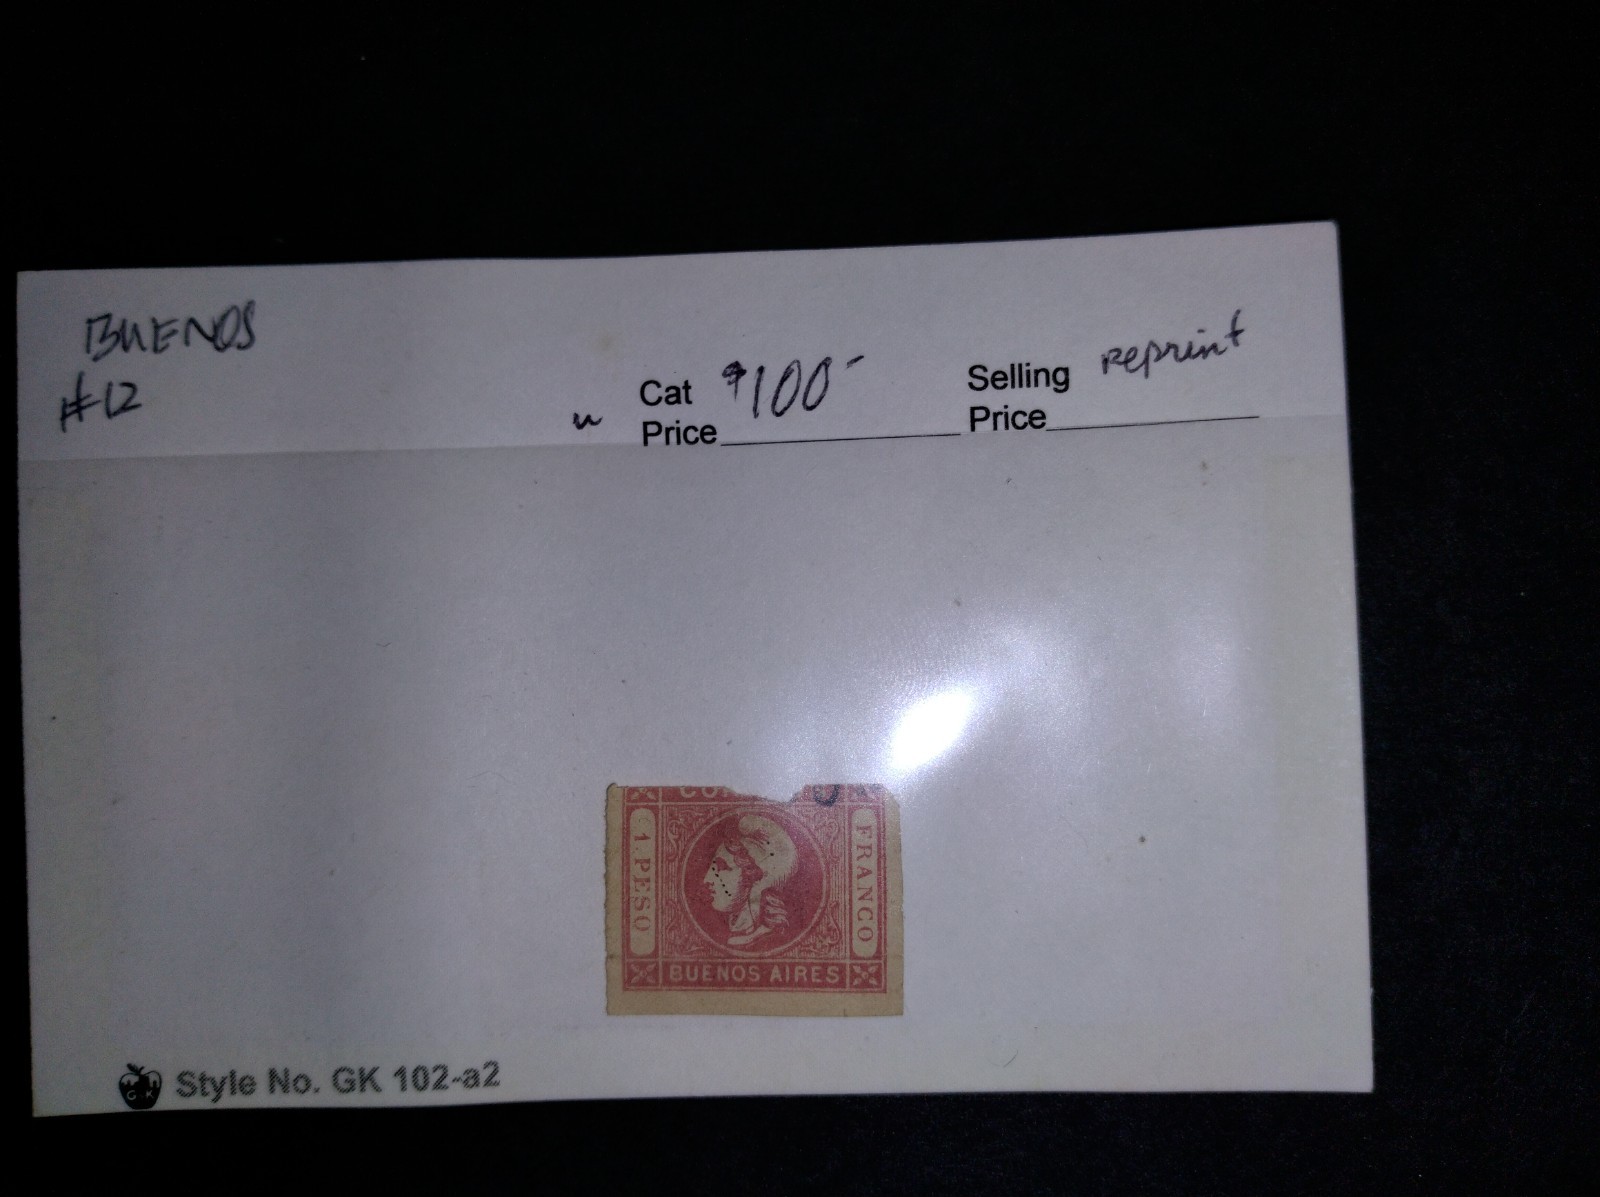 BUENOS
#12
u Cat Price $100- Selling Price reprint
1 PESO
FRANCO
BUENOS AIRES
G K Style No. GK 102-a2